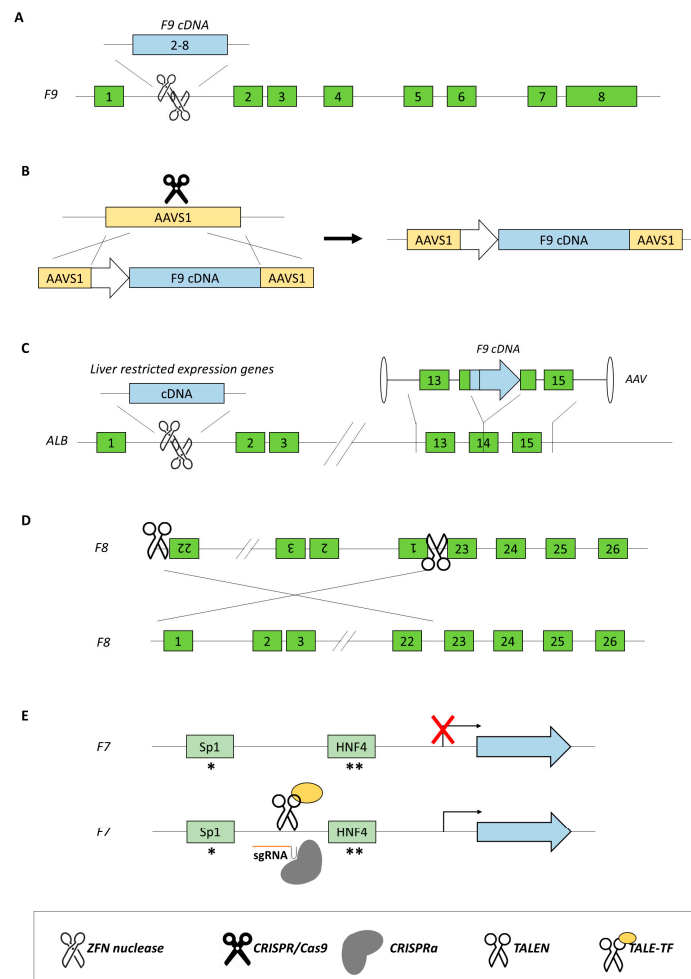 A
F9 cDNA
2-8
F9
1
2
3
4
5
6
7
8
B
AAVS1
AAVS1
F9 cDNA
AAVS1
AAVS1
F9 cDNA
AAVS1
C
Liver restricted expression genes
cDNA
F9 cDNA
13
15
AAV
ALB
1
2
3
13
14
15
D
F8
22
3
2
1
23
24
25
26
F8
1
2
3
22
23
24
25
26
E
F7
Sp1
HNF4
*
**
F7
Sp1
HNF4
*
**
sgRNA
ZFN nuclease
CRISPR/Cas9
CRISPRa
TALEN
TALE-TF